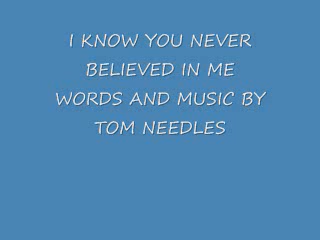 I KNOW YOU NEVER
BELIEVED IN ME
WORDS AND MUSIC BY
TOM NEEDLES